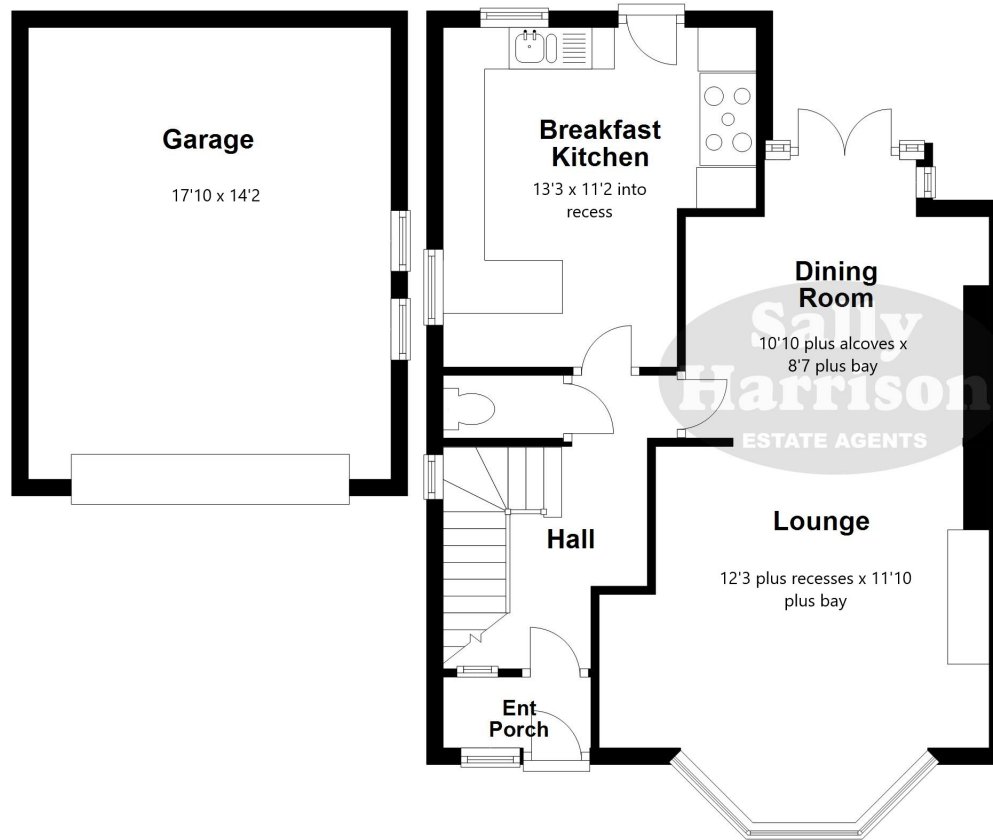 Garage
17'10 x 14'2
Breakfast
Kitchen
13'3 x 11'2 into
recess
Dining
Room
10'10 plus alcoves x
8'7 plus bay
Sally
Harrison
ESTATE AGENTS
Hall
Lounge
12'3 plus recesses x 11'10
plus bay
Ent
Porch